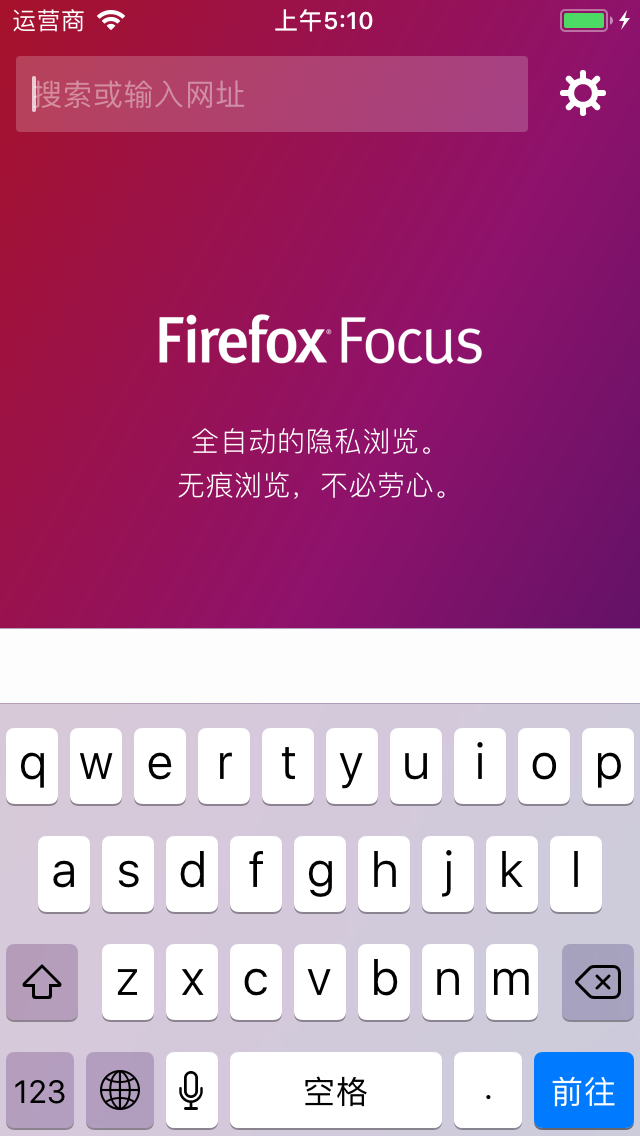 运营商 上午5:10
搜索或输入网址
Firefox® Focus
全自动的隐私浏览。
无痕浏览，不必劳心。
q w e r t y u i o p
a s d f g h j k l
z x c v b n m
123 空格 . 前往